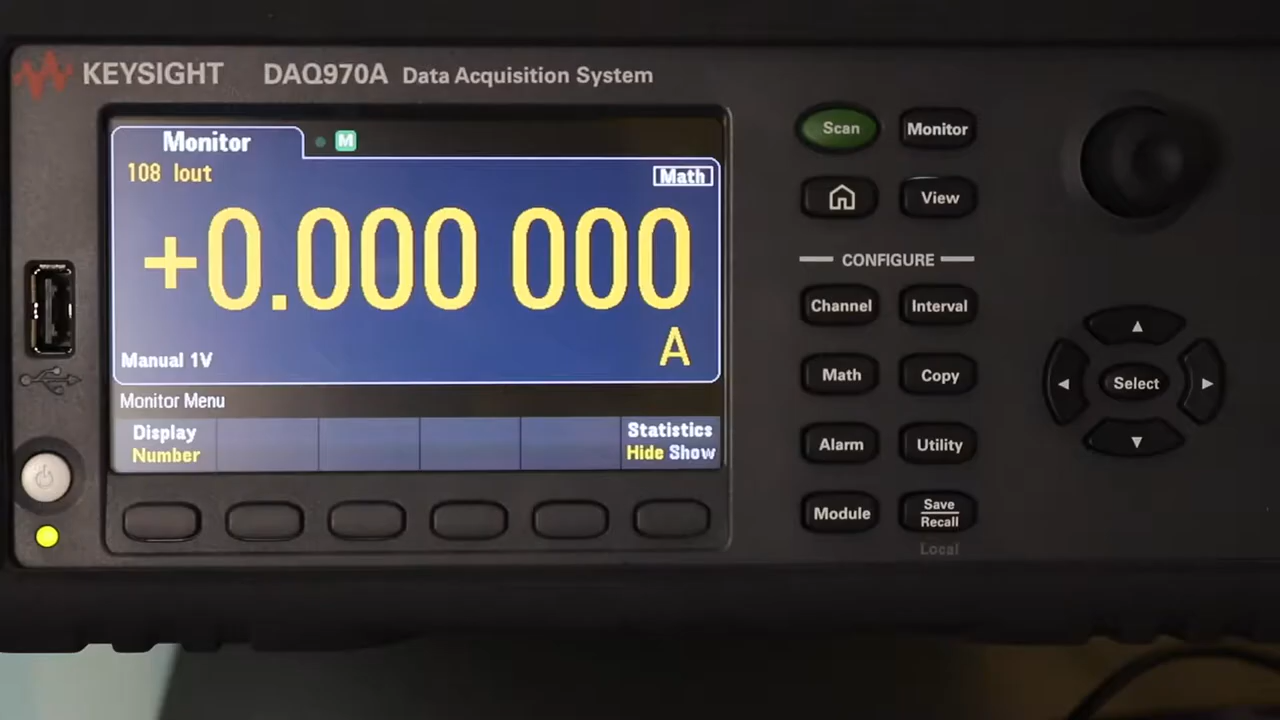 KEYSIGHT DAQ970A Data Acquisition System
Monitor M
108 Iout
Math
+0.000 000
A
Manual 1V
Monitor Menu
Display
Number
Statistics
Hide Show
Scan Monitor
View
CONFIGURE
Channel Interval
Math Copy
Alarm Utility
Module Save
Recall
Local
Select